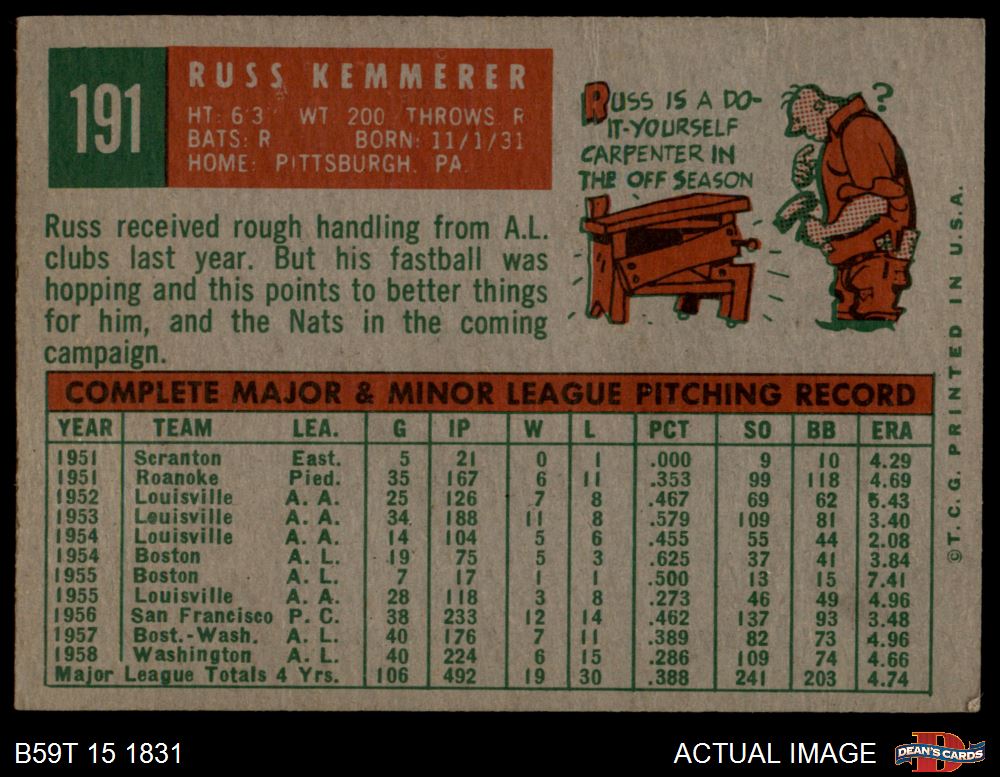 191
RUSS KEMMERER
HT: 6'3" WT. 200 THROWS R
BATS: R BORN: 11/1/31
HOME: PITTSBURGH, PA.
RUSS IS A DO-
IT-YOURSELF
CARPENTER IN
THE OFF SEASON
?
Russ received rough handling from A.L.
clubs last year. But his fastball was
hopping and this points to better things
for him, and the Nats in the coming
campaign.
COMPLETE MAJOR & MINOR LEAGUE PITCHING RECORD
YEAR TEAM LEA. G IP W L PCT SO BB ERA
1951 Scranton East. 5 21 0 1 .000 9 10 4.29
1951 Roanoke Pied. 35 167 6 11 .353 99 118 4.69
1952 Louisville A. A. 25 126 7 8 .467 69 62 5.43
1953 Louisville A. A. 34 188 11 8 .579 109 81 3.40
1954 Louisville A. A. 14 104 5 6 .455 55 44 2.08
1954 Boston A. L. 19 75 5 3 .625 37 41 3.84
1955 Boston A. L. 7 17 1 1 .500 13 15 7.41
1955 Louisville A. A. 28 118 3 8 .273 46 49 4.96
1956 San Francisco P. C. 38 233 12 14 .462 137 93 3.48
1957 Bost.-Wash. A. L. 40 176 7 11 .389 82 73 4.96
1958 Washington A. L. 40 224 6 15 .286 109 74 4.66
Major League Totals 4 Yrs. 106 492 19 30 .388 241 203 4.74
©T. C. G. PRINTED IN U.S.A.
B59T 15 1831
ACTUAL IMAGE
D
DEAN'S CARDS